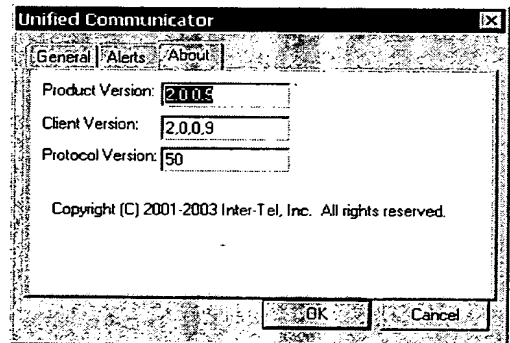 Unified Communicator
General Alerts About
Product Version: 2.0.0.9
Client Version: 2.0.0.9
Protocol Version: 50
Copyright (C) 2001-2003 Inter-Tel, Inc. All rights reserved.
OK Cancel